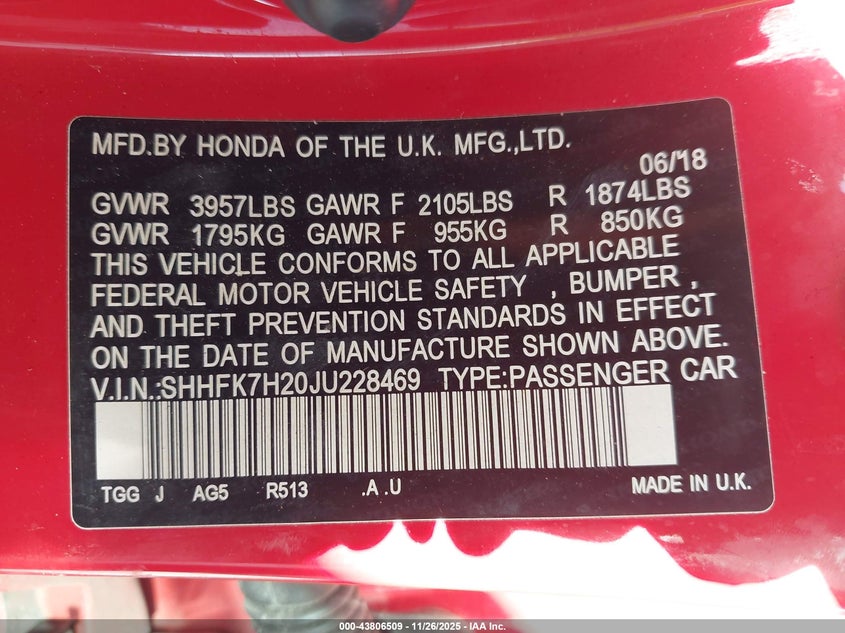 MFD.BY HONDA OF THE U.K. MFG.,LTD.
06/'18
GVWR 3957LBS GAWR F 2105LBS R 1874LBS
GVWR 1795KG GAWR F 955KG R 850KG
THIS VEHICLE CONFORMS TO ALL APPLICABLE
FEDERAL MOTOR VEHICLE SAFETY , BUMPER ,
AND THEFT PREVENTION STANDARDS IN EFFECT
ON THE DATE OF MANUFACTURE SHOWN ABOVE.
V.I.N.:SHHFK7H20JU228469 TYPE:PASSENGER CAR
TGG J AG5 R513 .A .U MADE IN U.K.
000-43806509 - 11/26/2025 - IAA Inc.